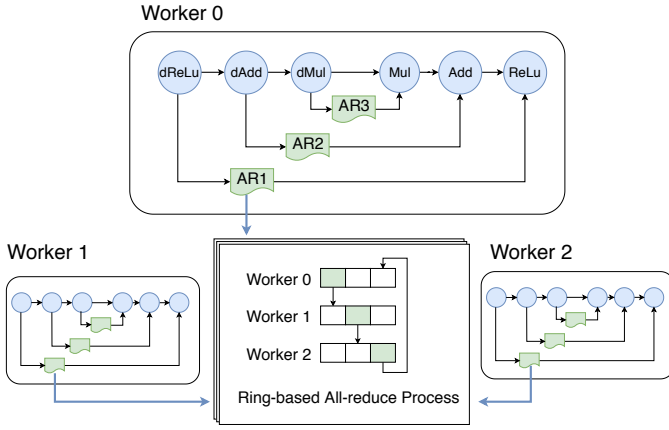 Worker 0
dReLu dAdd dMul Mul Add ReLu
AR3
AR2
AR1
Worker 1
Worker 2
Worker 0
Worker 1
Worker 2
Ring-based All-reduce Process